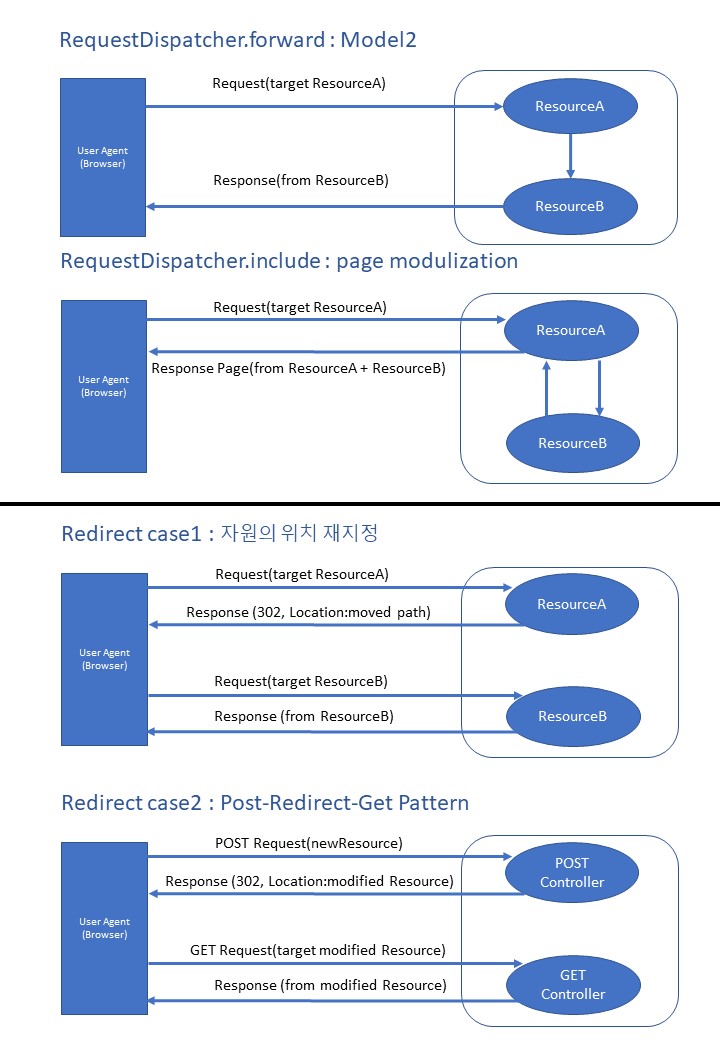 RequestDispatcher.forward : Model2
Request(target ResourceA)
ResourceA
User Agent
(Browser)
Response(from ResourceB)
ResourceB
RequestDispatcher.include : page modulization
Request(target ResourceA)
ResourceA
Response Page(from ResourceA + ResourceB)
User Agent
(Browser)
ResourceB
Redirect case1 : 자원의 위치 재지정
Request(target ResourceA)
ResourceA
Response (302, Location:moved path)
User Agent
(Browser)
Request(target ResourceB)
Response (from ResourceB)
ResourceB
Redirect case2 : Post-Redirect-Get Pattern
POST Request(newResource)
POST
Controller
Response (302, Location:modified Resource)
User Agent
(Browser)
GET Request(target modified Resource)
GET
Controller
Response (from modified Resource)